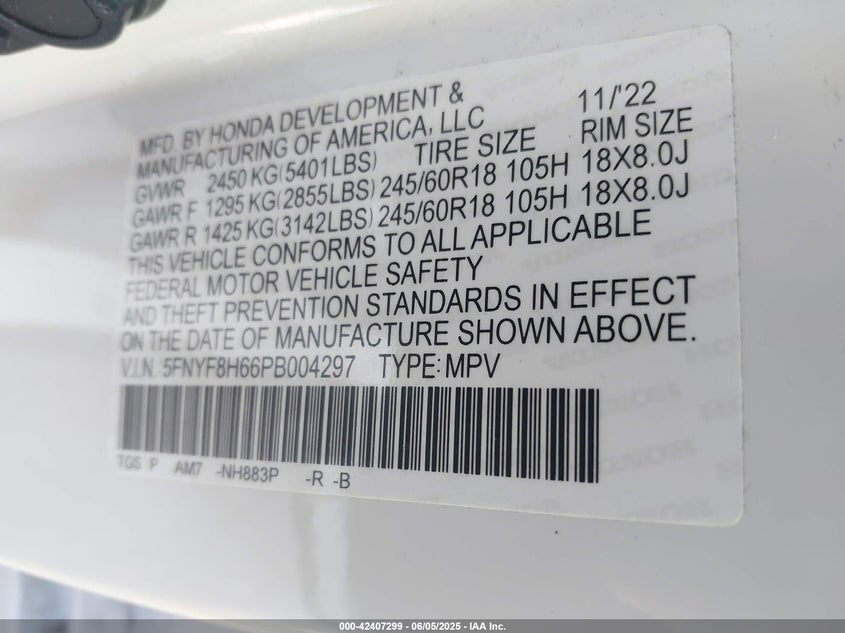 MFD. BY HONDA DEVELOPMENT & 11/'22
MANUFACTURING OF AMERICA, LLC
GVWR 2450 KG(5401LBS) TIRE SIZE RIM SIZE
GAWR F 1295 KG(2855LBS) 245/60R18 105H 18X8.0J
GAWR R 1425 KG(3142LBS) 245/60R18 105H 18X8.0J
THIS VEHICLE CONFORMS TO ALL APPLICABLE
FEDERAL MOTOR VEHICLE SAFETY
AND THEFT PREVENTION STANDARDS IN EFFECT
ON THE DATE OF MANUFACTURE SHOWN ABOVE.
V.I.N.:5FNYF8H66PB004297 TYPE:MPV
TGS P AM7 -NH883P -R -B
000-42407299 - 06/05/2025 - IAA Inc.